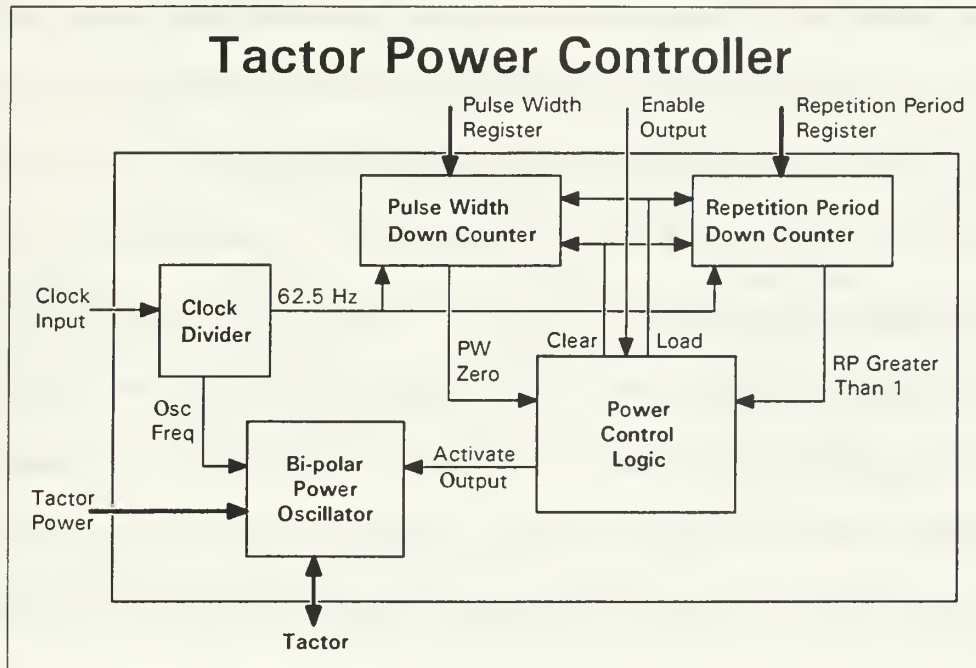 Tactor Power Controller
Pulse Width
Register
Enable
Output
Repetition Period
Register
Pulse Width
Down Counter
Repetition Period
Down Counter
Clock
Input
Clock
Divider
62.5 Hz
PW
Zero
Clear
Load
RP Greater
Than 1
Osc
Freq
Power
Control
Logic
Bi-polar
Power
Oscillator
Activate
Output
Tactor
Power
Tactor